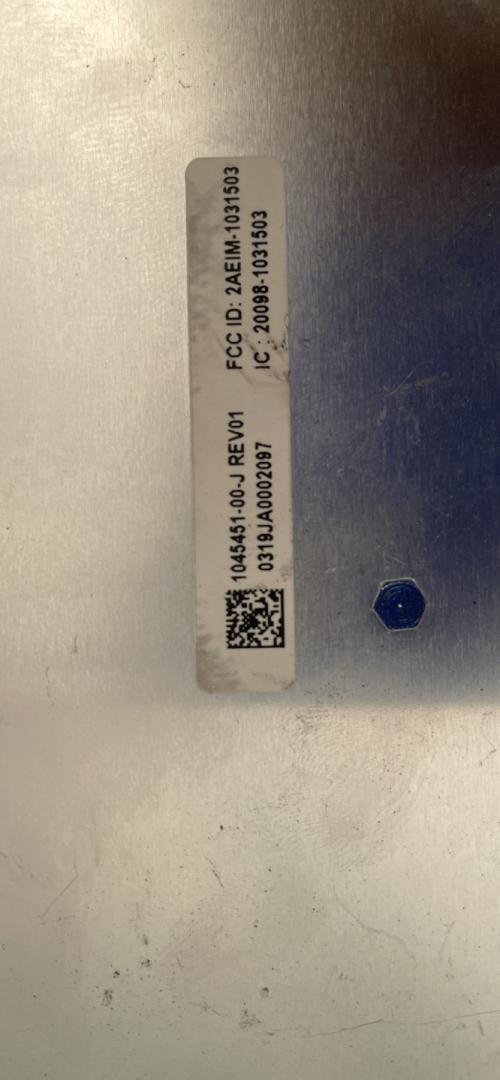 1045451-00-J REV01
0319JA0002097
FCC ID: 2AEIM-1031503
IC : 20098-1031503